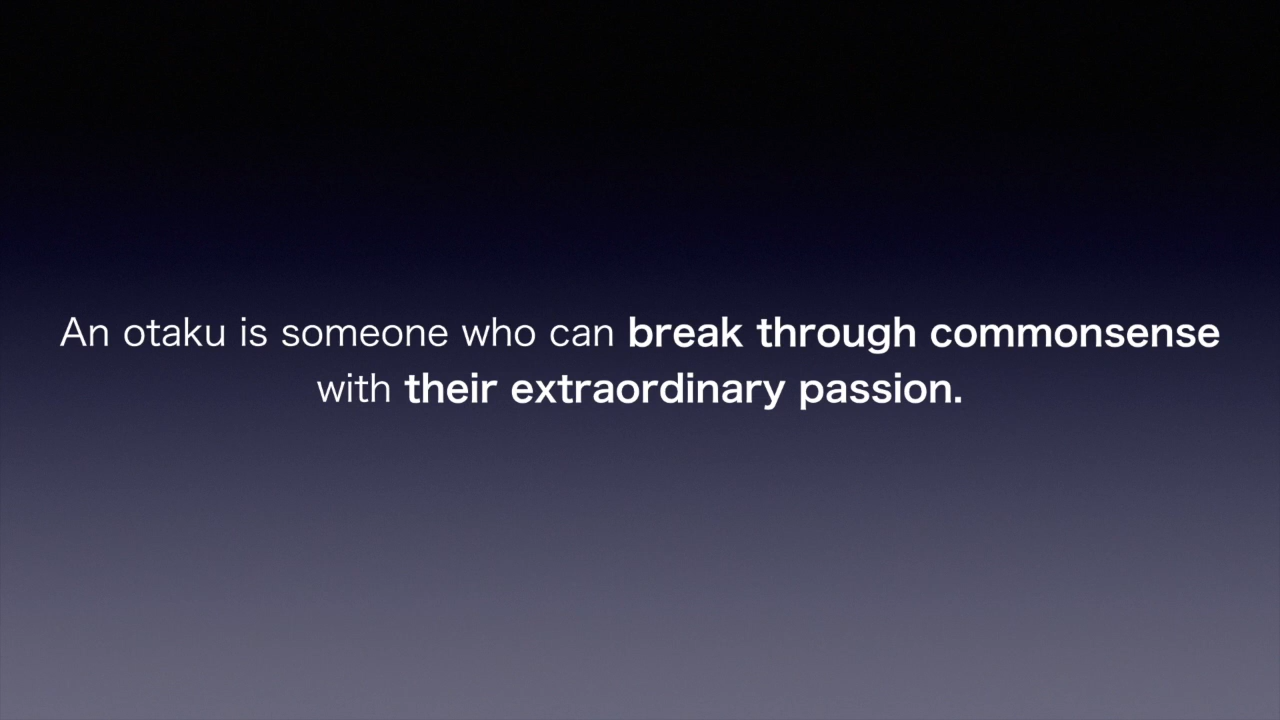 An otaku is someone who can break through commonsense
with their extraordinary passion.